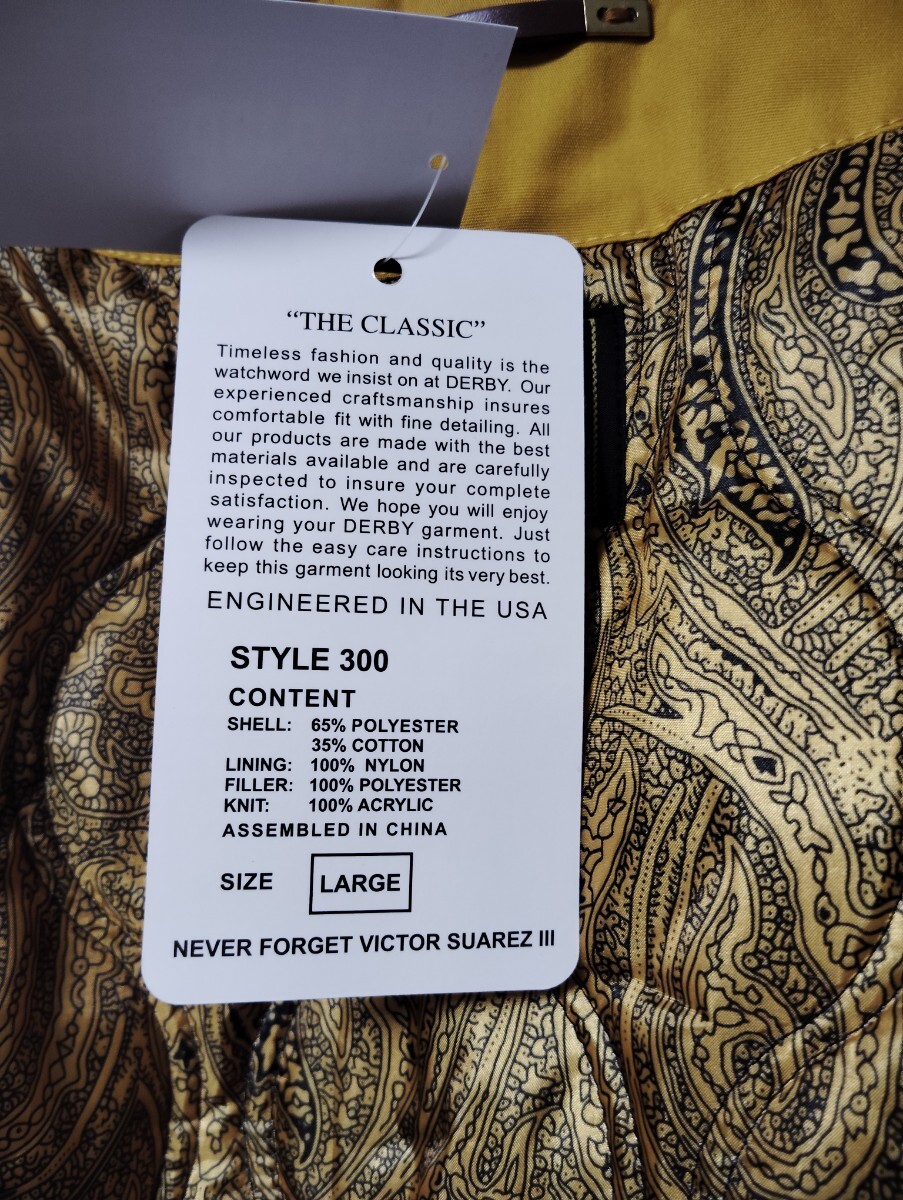 “THE CLASSIC”
Timeless fashion and quality is the
watchword we insist on at DERBY. Our
experienced craftsmanship insures
comfortable fit with fine detailing. All
our products are made with the best
materials available and are carefully
inspected to insure your complete
satisfaction. We hope you will enjoy
wearing your DERBY garment. Just
follow the easy care instructions to
keep this garment looking its very best.
ENGINEERED IN THE USA
STYLE 300
CONTENT
SHELL: 65% POLYESTER
35% COTTON
LINING: 100% NYLON
FILLER: 100% POLYESTER
KNIT: 100% ACRYLIC
ASSEMBLED IN CHINA
SIZE LARGE
NEVER FORGET VICTOR SUAREZ III